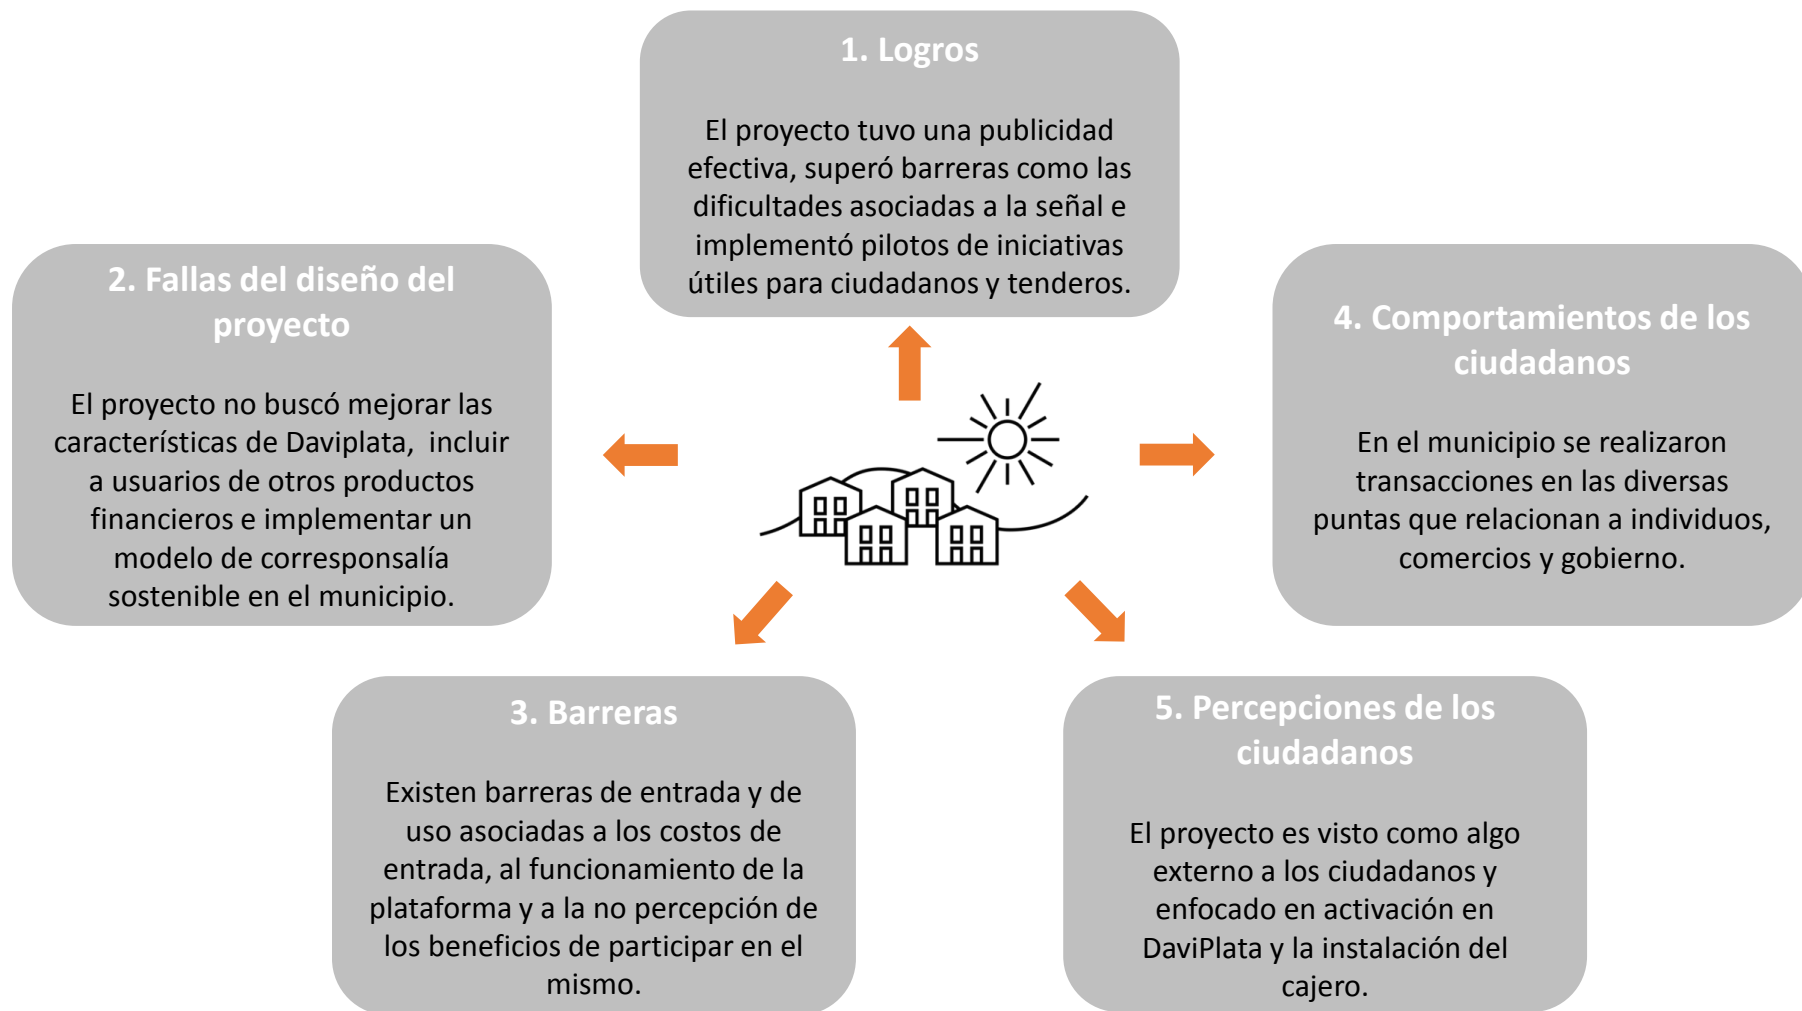 1. Logros
El proyecto tuvo una publicidad
efectiva, superó barreras como las
dificultades asociadas a la señal e
implementó pilotos de iniciativas
útiles para ciudadanos y tenderos.
2. Fallas del diseño del
proyecto
El proyecto no buscó mejorar las
características de Daviplata,  incluir
a usuarios de otros productos
financieros e implementar un
modelo de corresponsalía
sostenible en el municipio.
3. Barreras
Existen barreras de entrada y de
uso asociadas a los costos de
entrada, al funcionamiento de la
plataforma y a la no percepción de
los beneficios de participar en el
mismo.
4. Comportamientos de los
ciudadanos
En el municipio se realizaron
transacciones en las diversas
puntas que relacionan a individuos,
comercios y gobierno.
5. Percepciones de los
ciudadanos
El proyecto es visto como algo
externo a los ciudadanos y
enfocado en activación en
DaviPlata y la instalación del
cajero.